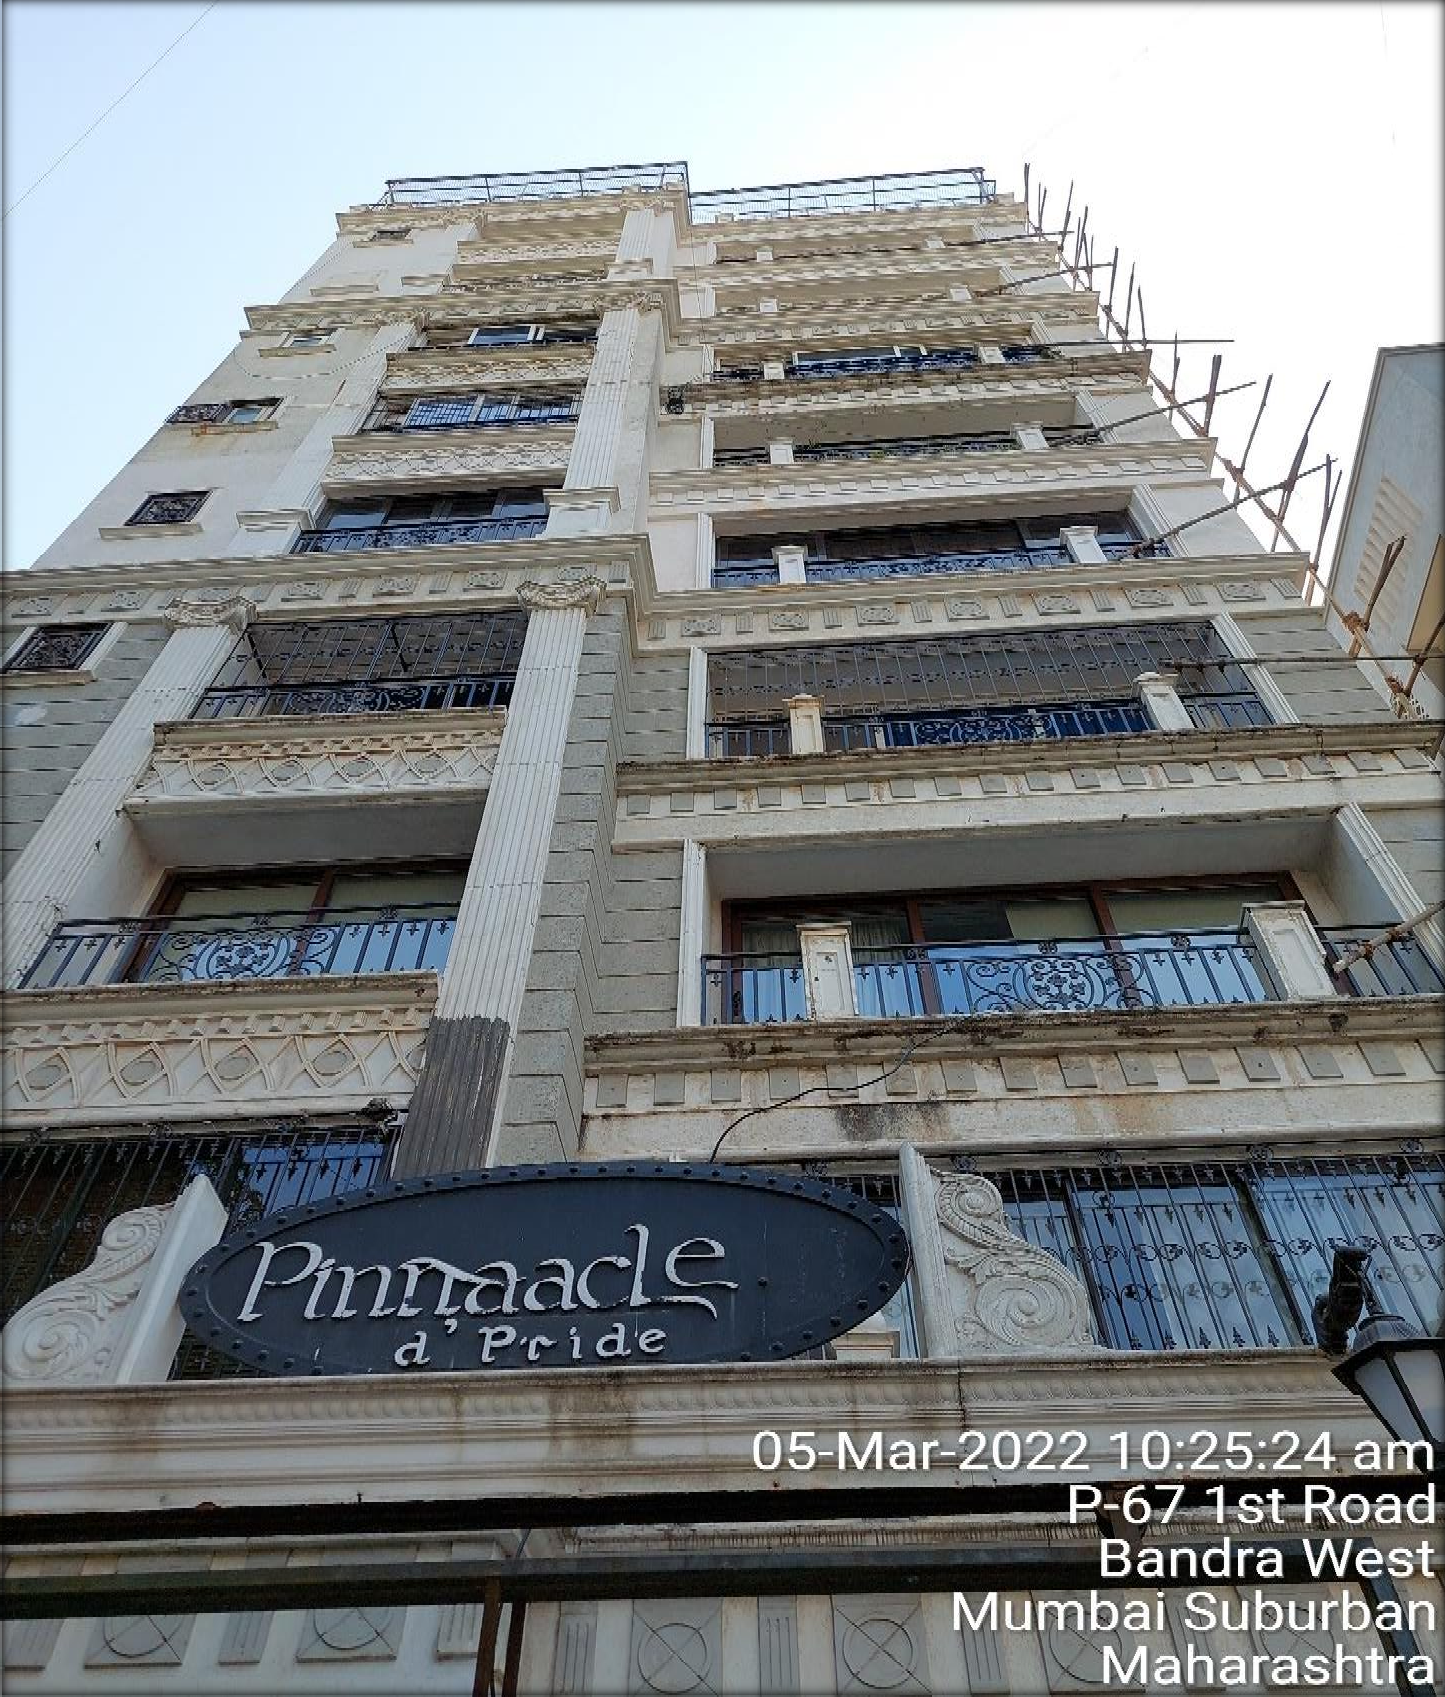 Pinnaacle
d'Pride
05-Mar-2022 10:25:24 am
P-67 1st Road
Bandra West
Mumbai Suburban
Maharashtra